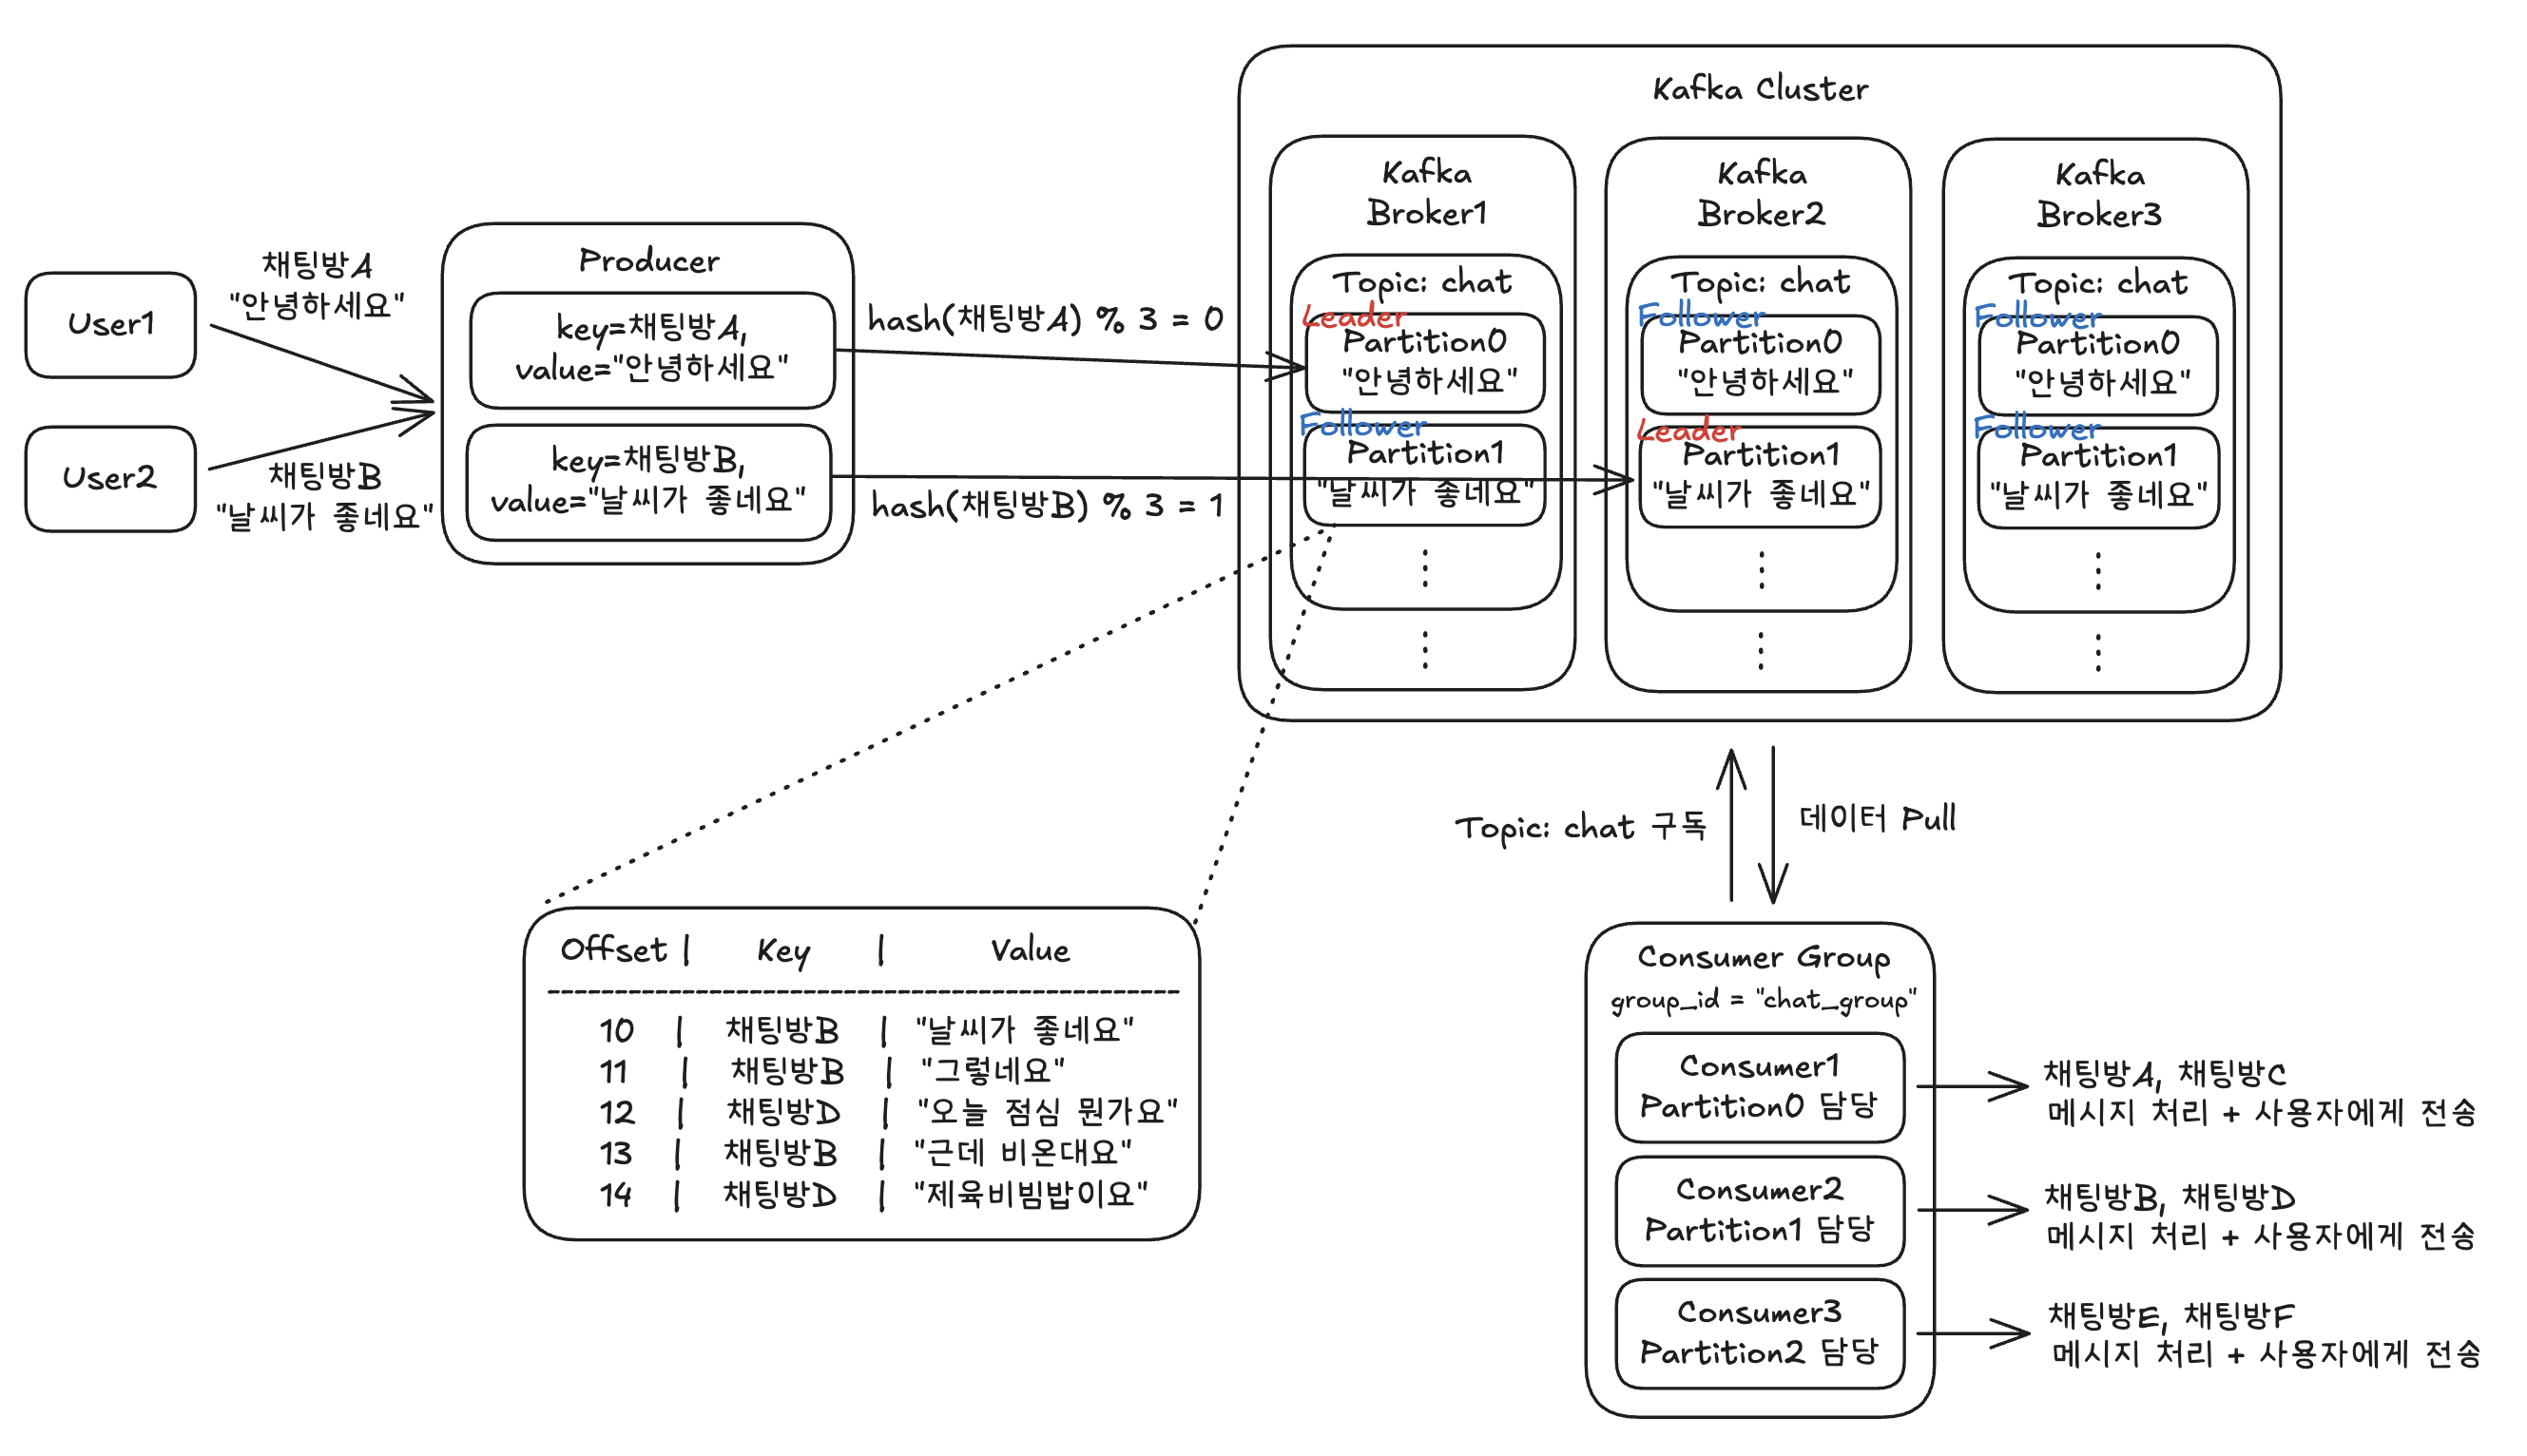 Kafka Cluster
Kafka
Broker1
Kafka
Broker2
Kafka
Broker3
채팅방A
"안녕하세요"
User1
User2
채팅방B
"날씨가 좋네요"
Producer
key=채팅방A,
value="안녕하세요"
key=채팅방B,
value="날씨가 좋네요"
hash(채팅방A) % 3 = 0
hash(채팅방B) % 3 = 1
Topic: chat
Leader
Partition0
"안녕하세요"
Follower
Partition1
"날씨가 좋네요"
Topic: chat
Follower
Partition0
"안녕하세요"
Leader
Partition1
"날씨가 좋네요"
Topic: chat
Follower
Partition0
"안녕하세요"
Follower
Partition1
"날씨가 좋네요"
Topic: chat 구독
데이터 Pull
Offset | Key | Value
10 | 채팅방B | "날씨가 좋네요"
11 | 채팅방B | "그렇네요"
12 | 채팅방D | "오늘 점심 뭔가요"
13 | 채팅방B | "근데 비온대요"
14 | 채팅방D | "제육비빔밥이요"
Consumer Group
group_id = "chat_group"
Consumer1
Partition0 담당
채팅방A, 채팅방C
메시지 처리 + 사용자에게 전송
Consumer2
Partition1 담당
채팅방B, 채팅방D
메시지 처리 + 사용자에게 전송
Consumer3
Partition2 담당
채팅방E, 채팅방F
메시지 처리 + 사용자에게 전송